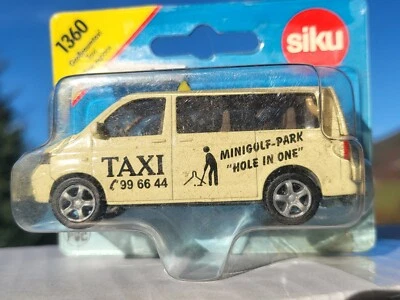 1360
siku
TAXI
99 66 44
MINIGOLF-PARK
"HOLE IN ONE"